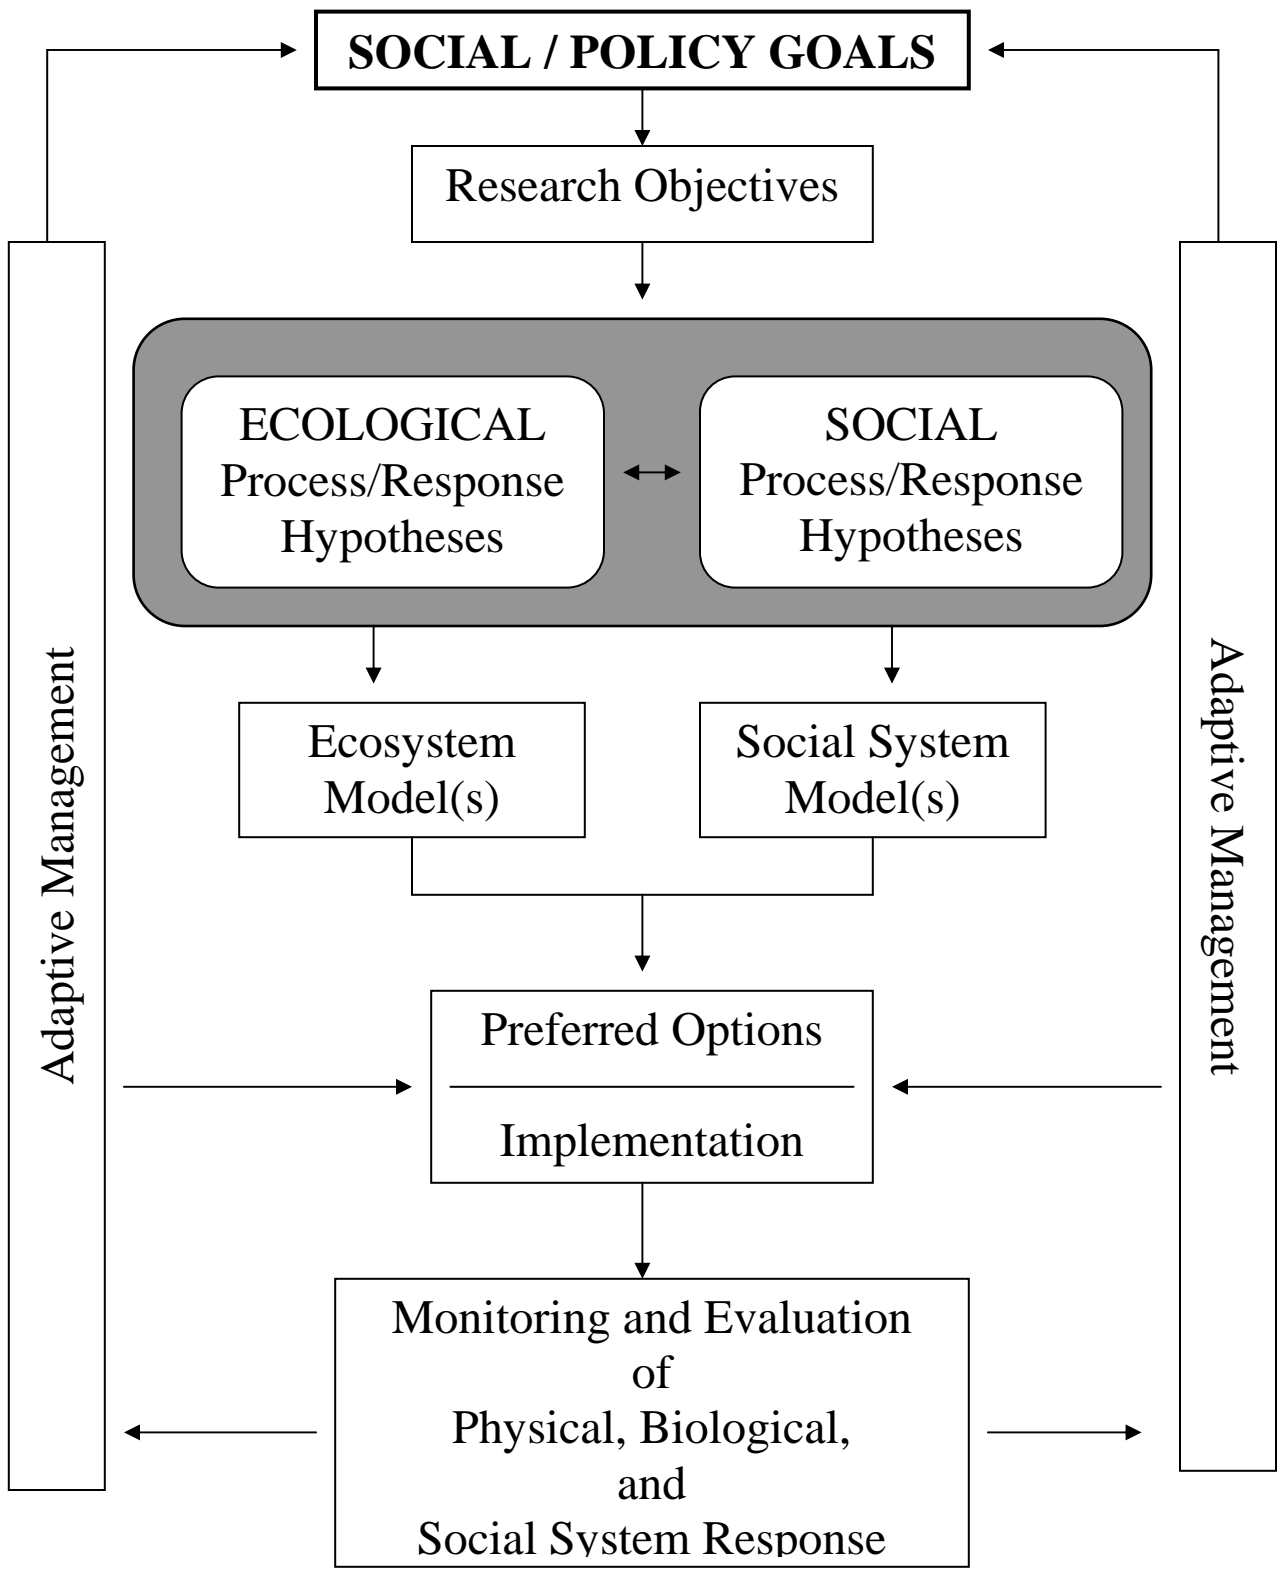 SOCIAL / POLICY GOALS
Research Objectives
ECOLOGICAL
Process/Response
Hypotheses
SOCIAL
Process/Response
Hypotheses
Ecosystem
Model(s)
Social System
Model(s)
Adaptive Management
Adaptive Management
Preferred Options
Implementation
Monitoring and Evaluation
of
Physical, Biological,
and
Social System Response